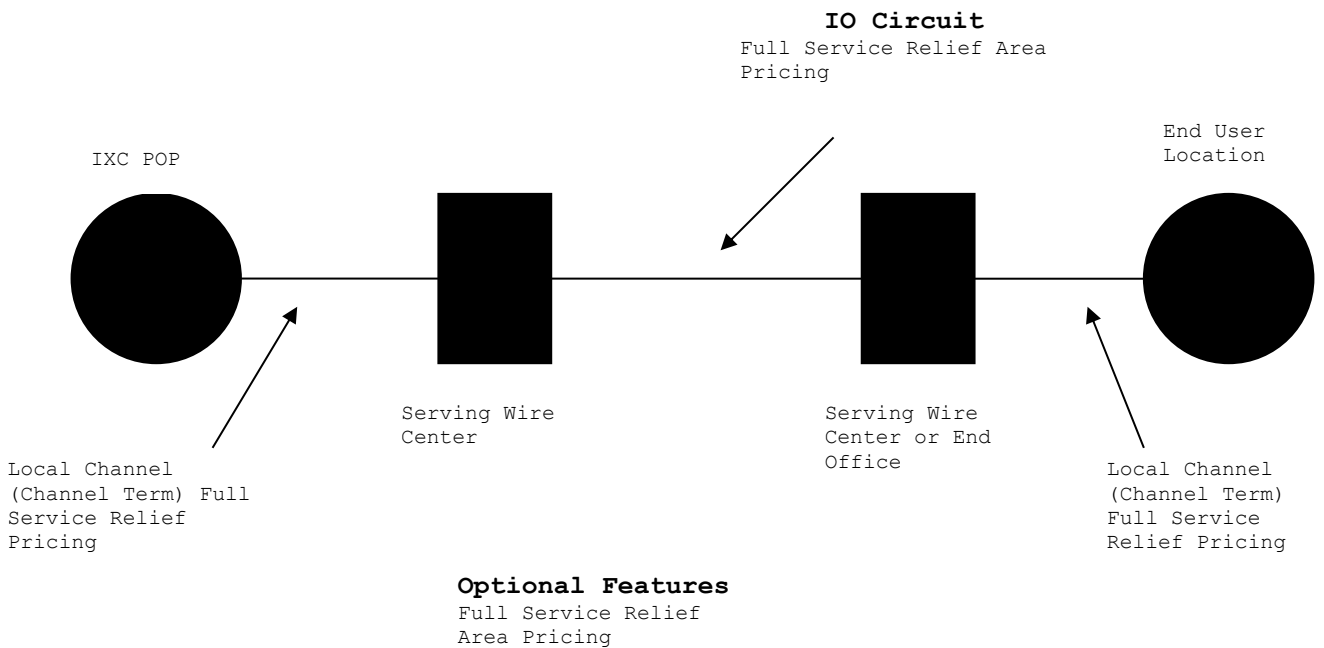 IO Circuit
Full Service Relief Area
Pricing
End User
Location
IXC POP
Serving Wire
Center
Serving Wire
Center or End
Office
Local Channel
(Channel Term) Full
Service Relief
Pricing
Local Channel
(Channel Term)
Full Service
Relief Pricing
Optional Features
Full Service Relief
Area Pricing